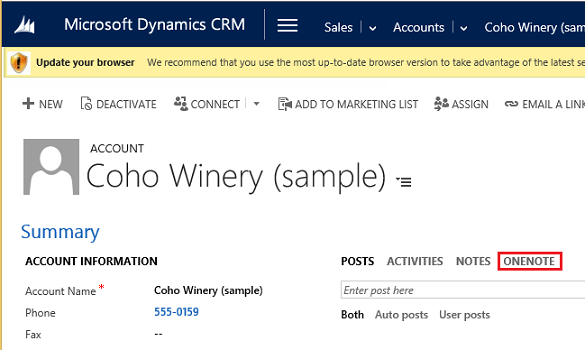 Microsoft Dynamics CRM Sales Accounts Coho Winery (sam
Update your browser We recommend that you use the most up-to-date browser version to take advantage of the latest se
NEW DEACTIVATE CONNECT ADD TO MARKETING LIST ASSIGN EMAIL A LINK
ACCOUNT
Coho Winery (sample)
Summary
ACCOUNT INFORMATION
POSTS ACTIVITIES NOTES ONENOTE
Account Name * Coho Winery (sample)
Enter post here
Phone 555-0159
Both Auto posts User posts
Fax --